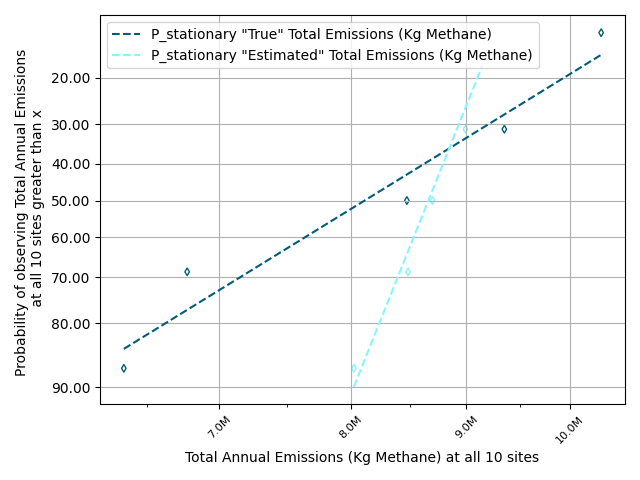 P_stationary "True" Total Emissions (Kg Methane)
P_stationary "Estimated" Total Emissions (Kg Methane)
Probability of observing Total Annual Emissions
at all 10 sites greater than x
20.00
30.00
40.00
50.00
60.00
70.00
80.00
90.00
7.0M
8.0M
9.0M
10.0M
Total Annual Emissions (Kg Methane) at all 10 sites